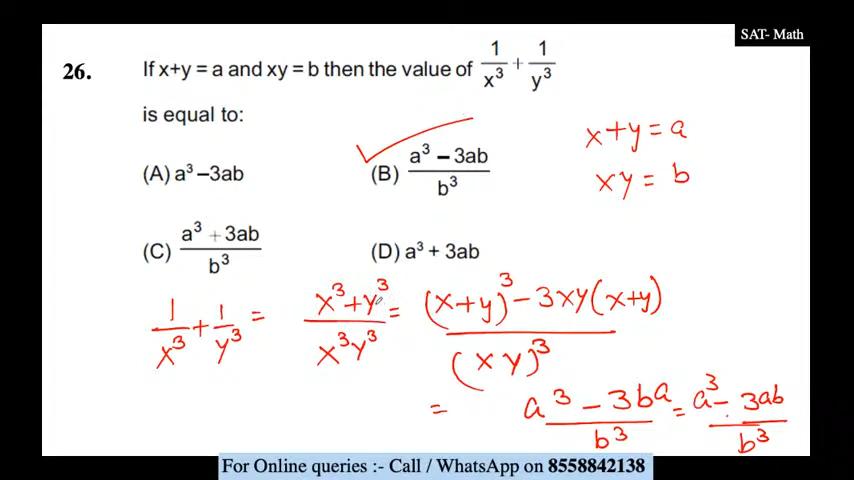 SAT- Math
26. If x+y = a and xy = b then the value of 1/x³ + 1/y³
is equal to:
(A) a³ –3ab (B) (a³ – 3ab)/b³
(C) (a³ + 3ab)/b³ (D) a³ + 3ab
x+y = a
xy = b
1/x³ + 1/y³ = (x³+y³)/(x³y³) = ((x+y)³ – 3xy(x+y))/(xy)³
= (a³ – 3ba)/b³ = (a³ – 3ab)/b³
For Online queries :- Call / WhatsApp on 8558842138